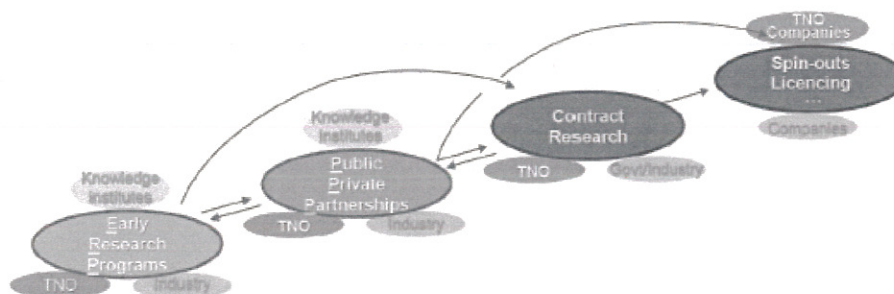 TNO
Companies
Spin-outs
Licencing
...
Companies
Contract
Research
TNO
Govt/Industry
Knowledge
institutes
Public
Private
Partnerships
TNO
Industry
Knowledge
institutes
Early
Research
Programs
TNO
Industry